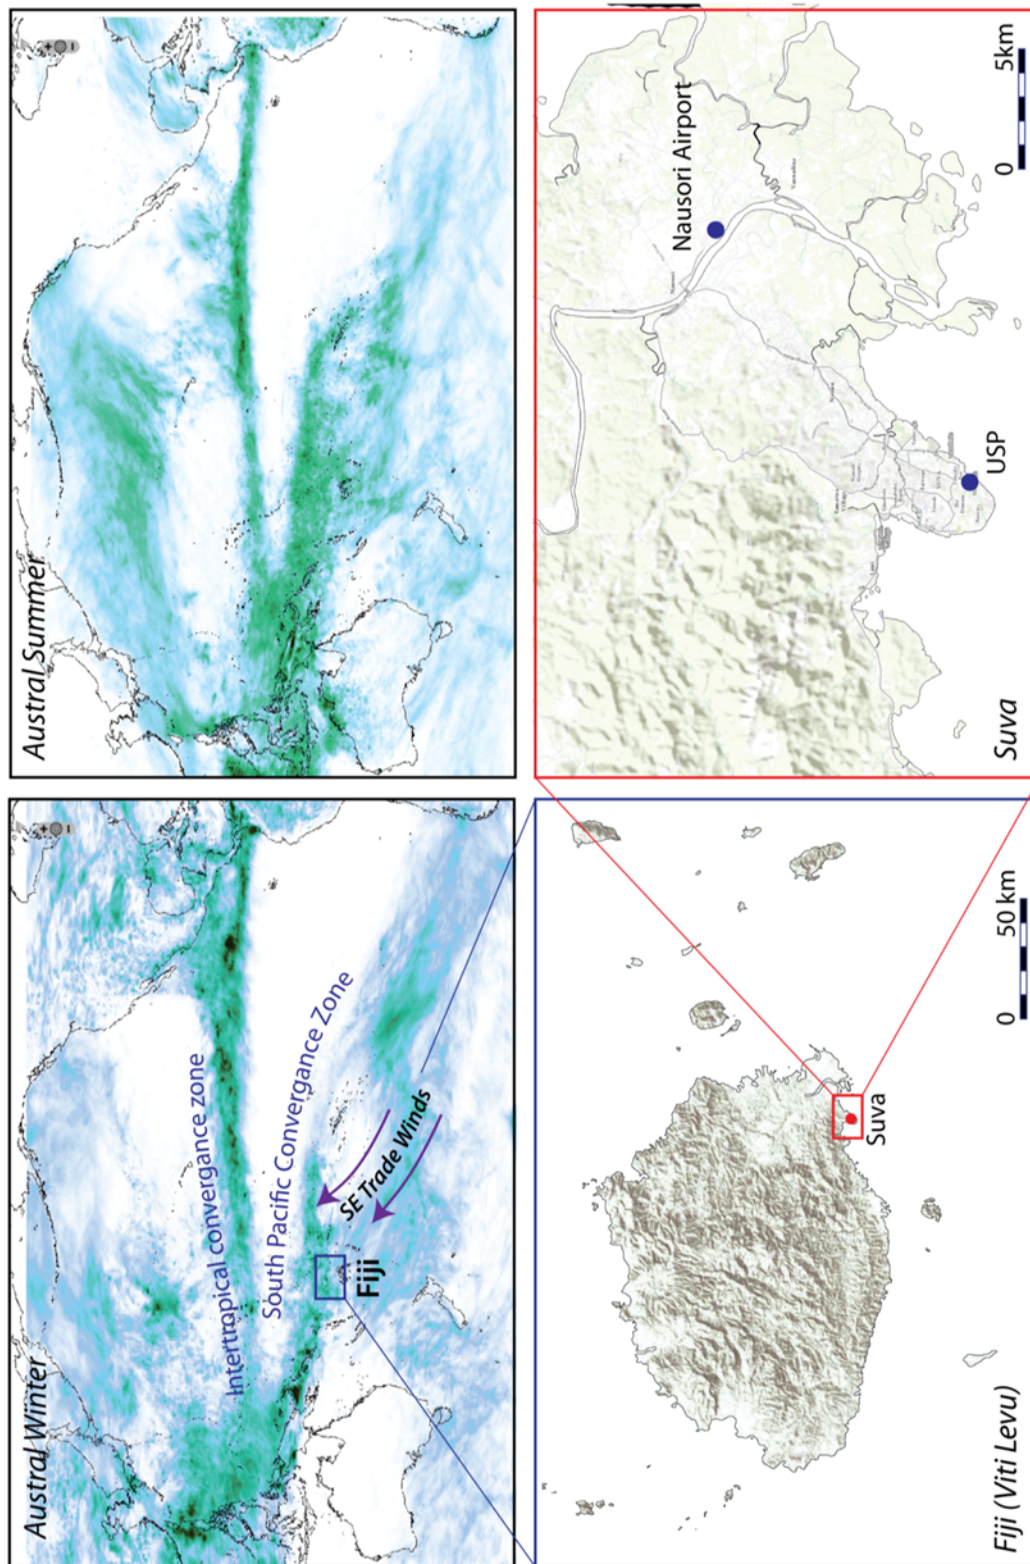 Austral Winter
Intertropical convergance zone
South Pacific Convergance Zone
SE Trade Winds
Fiji
Austral Summer
Fiji (Viti Levu)
Suva
0 50 km
Suva
Nausori Airport
USP
0 5km